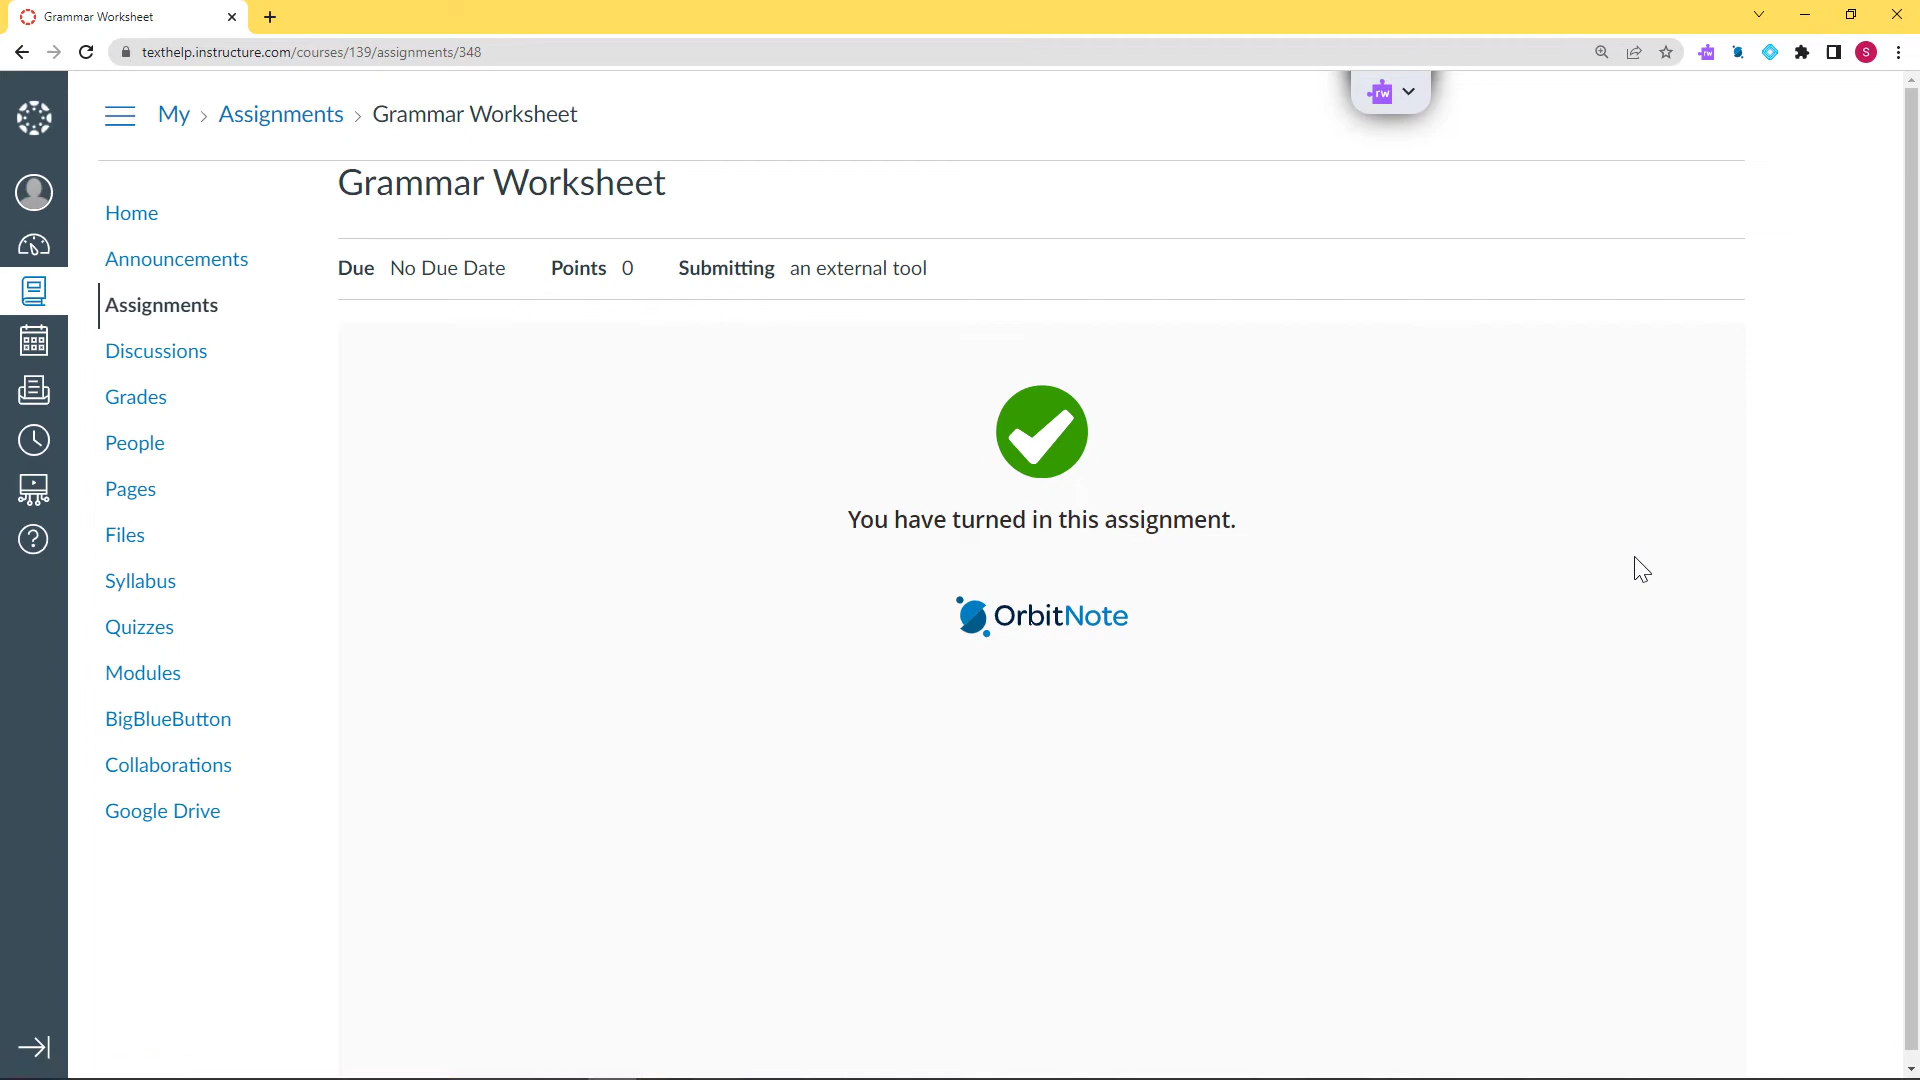 Grammar Worksheet
texthelp.instructure.com/courses/139/assignments/348
S
rw
My > Assignments > Grammar Worksheet
Grammar Worksheet
Due No Due Date Points 0 Submitting an external tool
Home
Announcements
Assignments
Discussions
Grades
People
Pages
Files
Syllabus
Quizzes
Modules
BigBlueButton
Collaborations
Google Drive
You have turned in this assignment.
OrbitNote